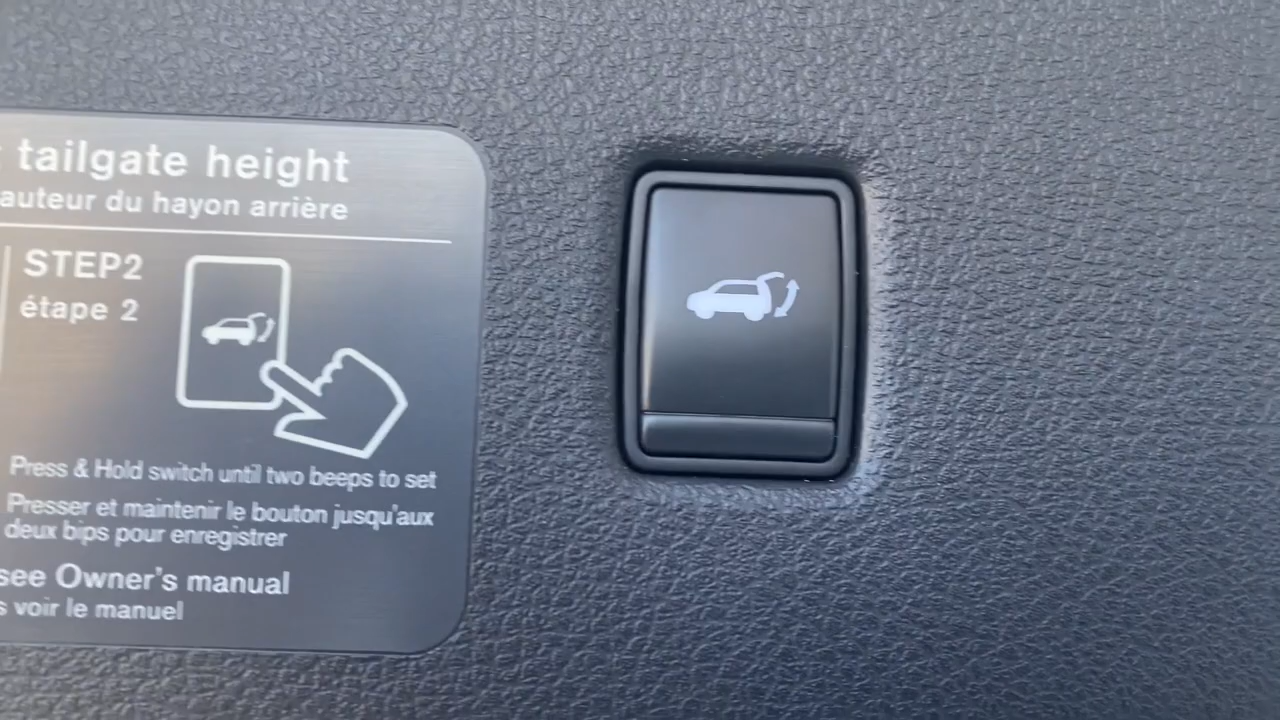 tailgate height
auteur du hayon arrière
STEP2
étape 2
Press & Hold switch until two beeps to set
Presser et maintenir le bouton jusqu'aux
deux bips pour enregistrer
see Owner's manual
voir le manuel